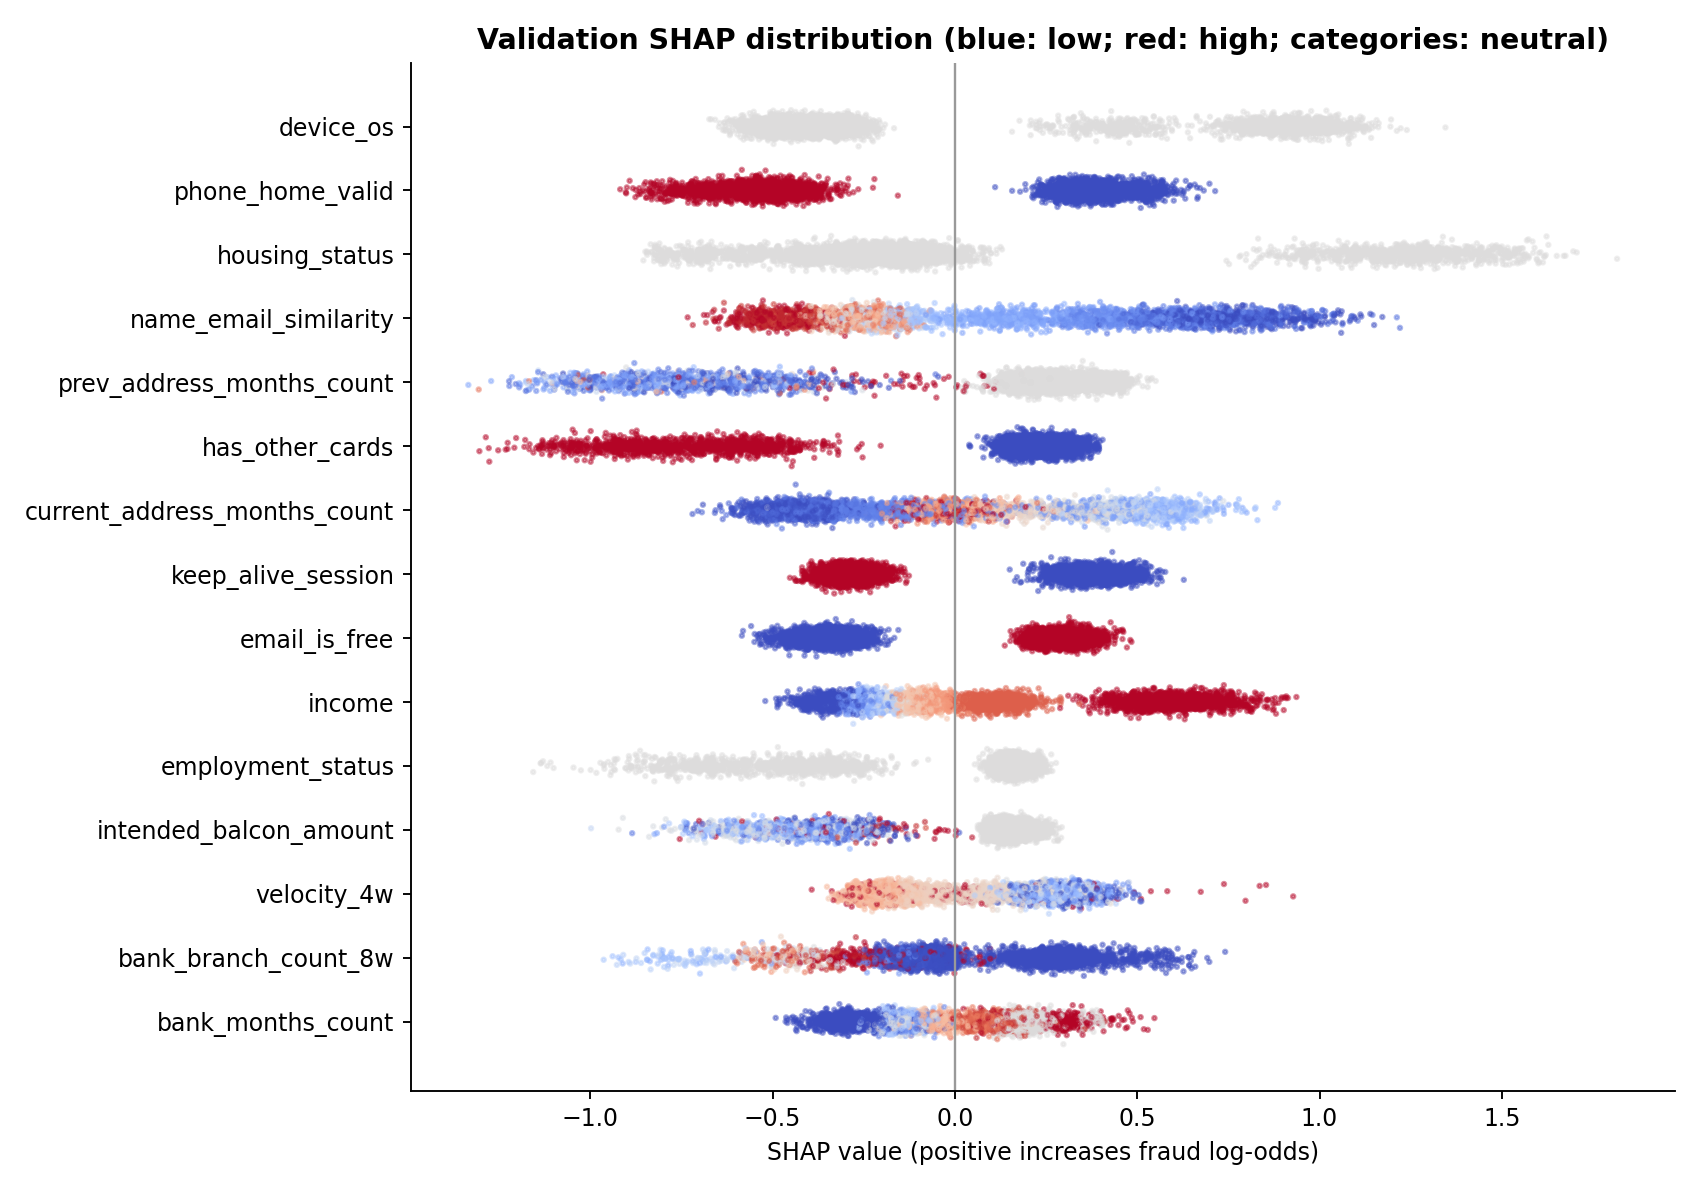 Validation SHAP distribution (blue: low; red: high; categories: neutral)
device_os
phone_home_valid
housing_status
name_email_similarity
prev_address_months_count
has_other_cards
current_address_months_count
keep_alive_session
email_is_free
income
employment_status
intended_balcon_amount
velocity_4w
bank_branch_count_8w
bank_months_count
−1.0 −0.5 0.0 0.5 1.0 1.5
SHAP value (positive increases fraud log-odds)